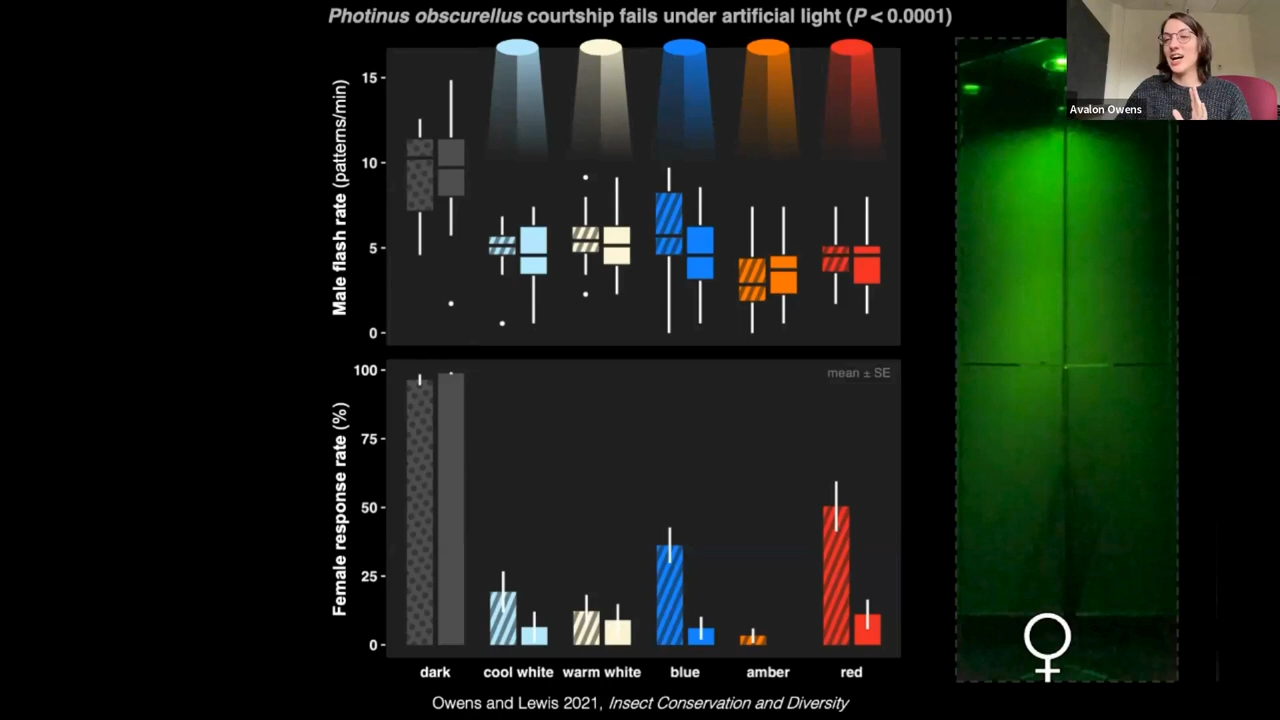 Photinus obscurellus courtship fails under artificial light (P < 0.0001)
Avalon Owens
Male flash rate (patterns/min)
15
10
5
0
Female response rate (%)
100
75
50
25
0
mean ± SE
dark cool white warm white blue amber red
Owens and Lewis 2021, Insect Conservation and Diversity